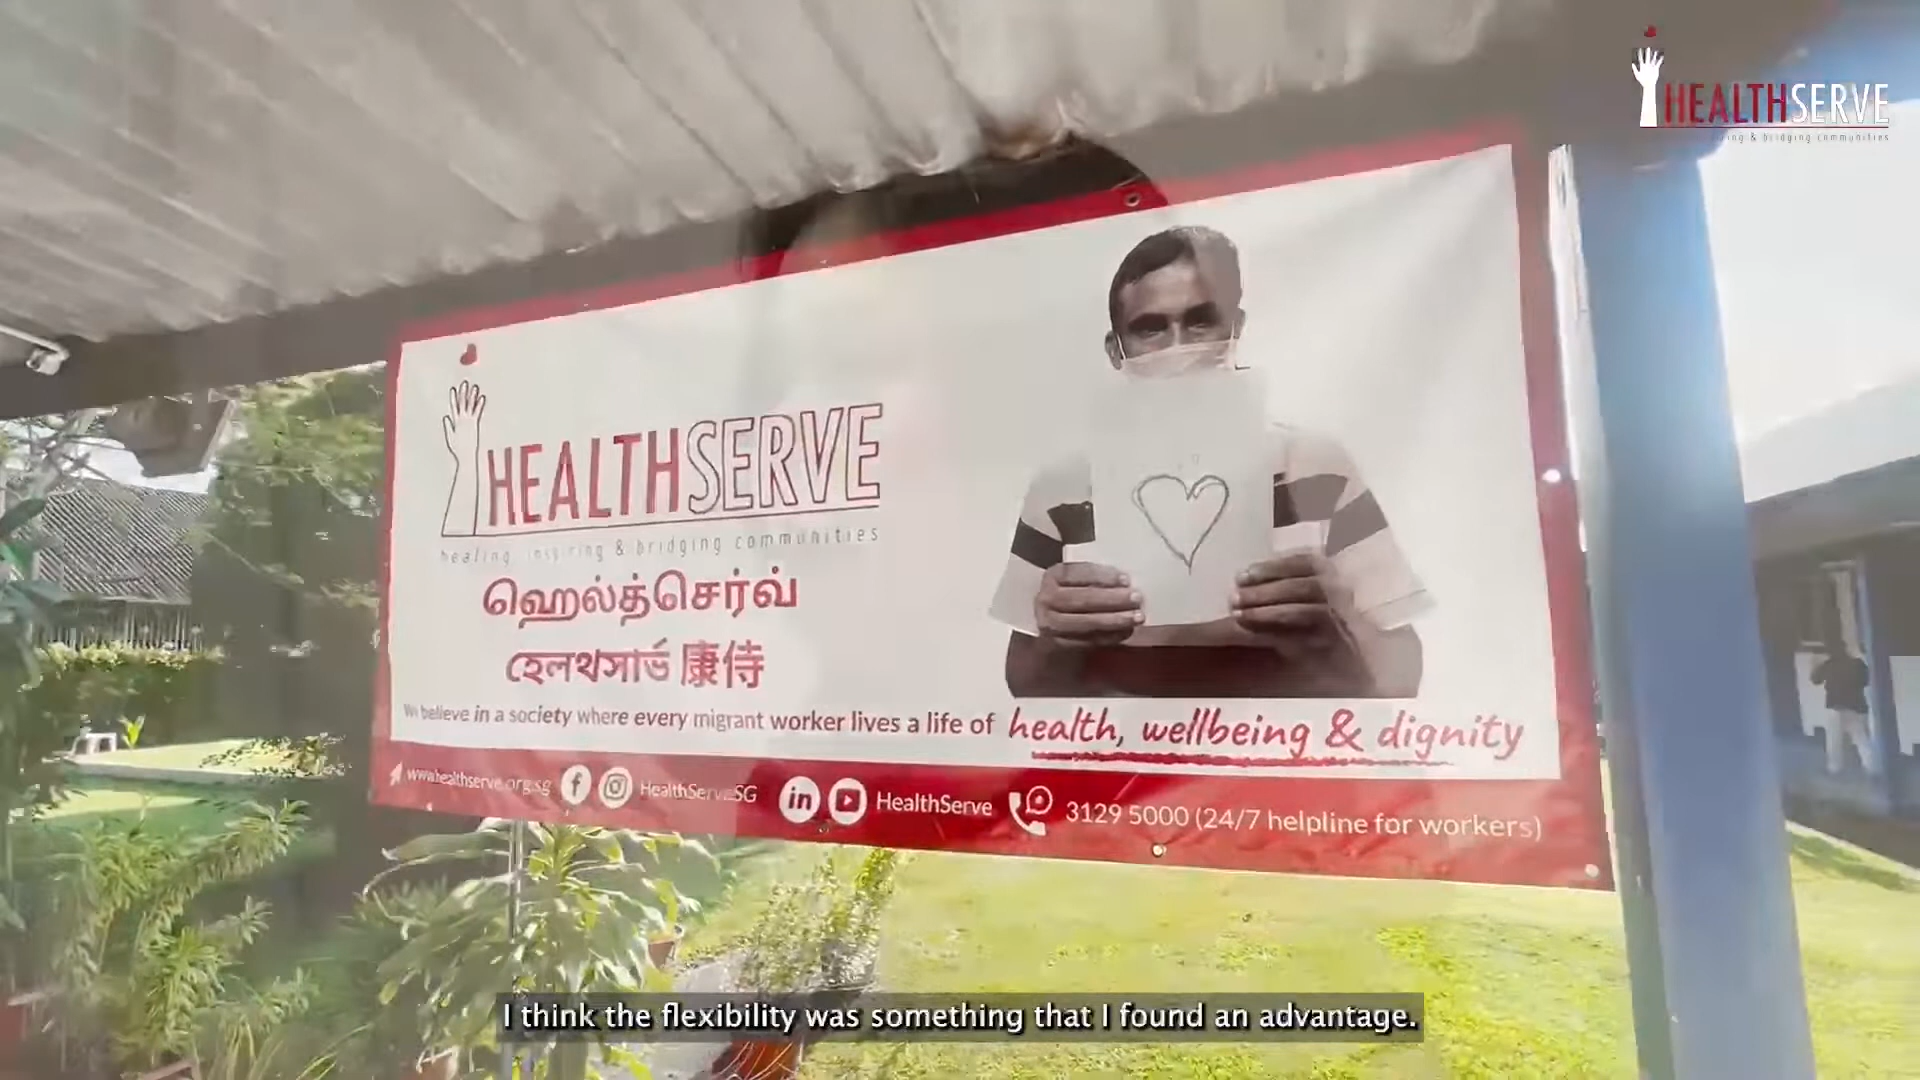 HEALTHSERVE
healing, inspiring & bridging communities
ஹெல்த்செர்வ்
হেলথসার্ভ 康侍
We believe in a society where every migrant worker lives a life of health, wellbeing & dignity
www.healthserve.org.sg HealthServeSG in HealthServe 3129 5000 (24/7 helpline for workers)
HEALTHSERVE
& bridging communities
I think the flexibility was something that I found an advantage.